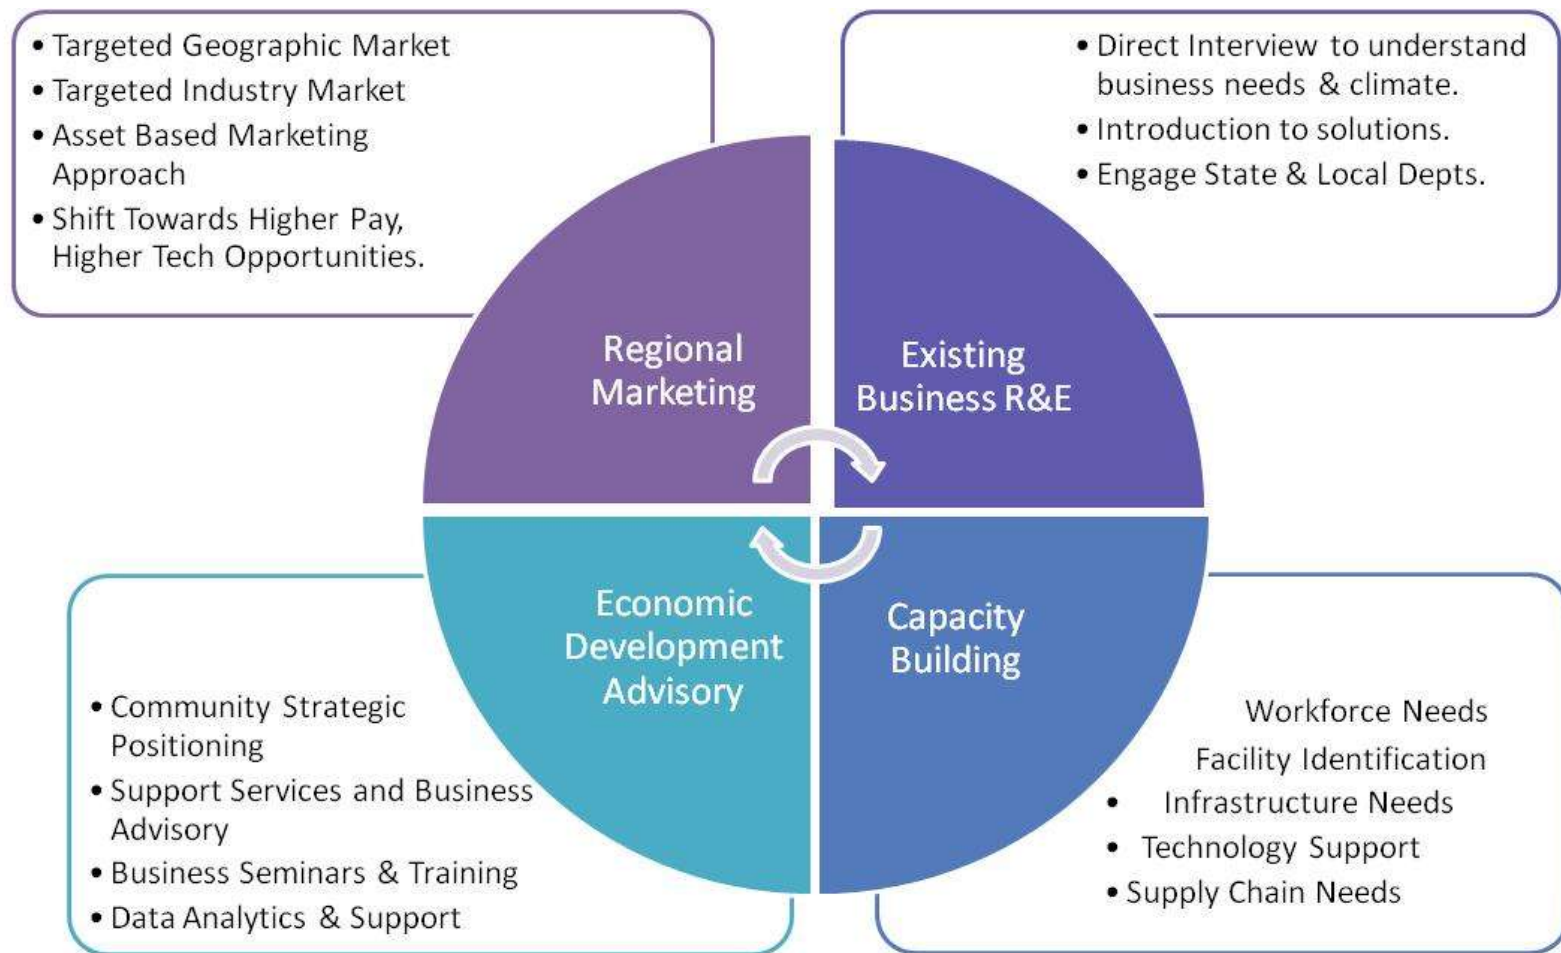 • Targeted Geographic Market
• Targeted Industry Market
• Asset Based Marketing
Approach
• Shift Towards Higher Pay,
Higher Tech Opportunities.
• Direct Interview to understand
business needs & climate.
• Introduction to solutions.
• Engage State & Local Depts.
Regional
Marketing
Existing
Business R&E
Economic
Development
Advisory
Capacity
Building
• Community Strategic
Positioning
• Support Services and Business
Advisory
• Business Seminars & Training
• Data Analytics & Support
Workforce Needs
Facility Identification
• Infrastructure Needs
• Technology Support
• Supply Chain Needs